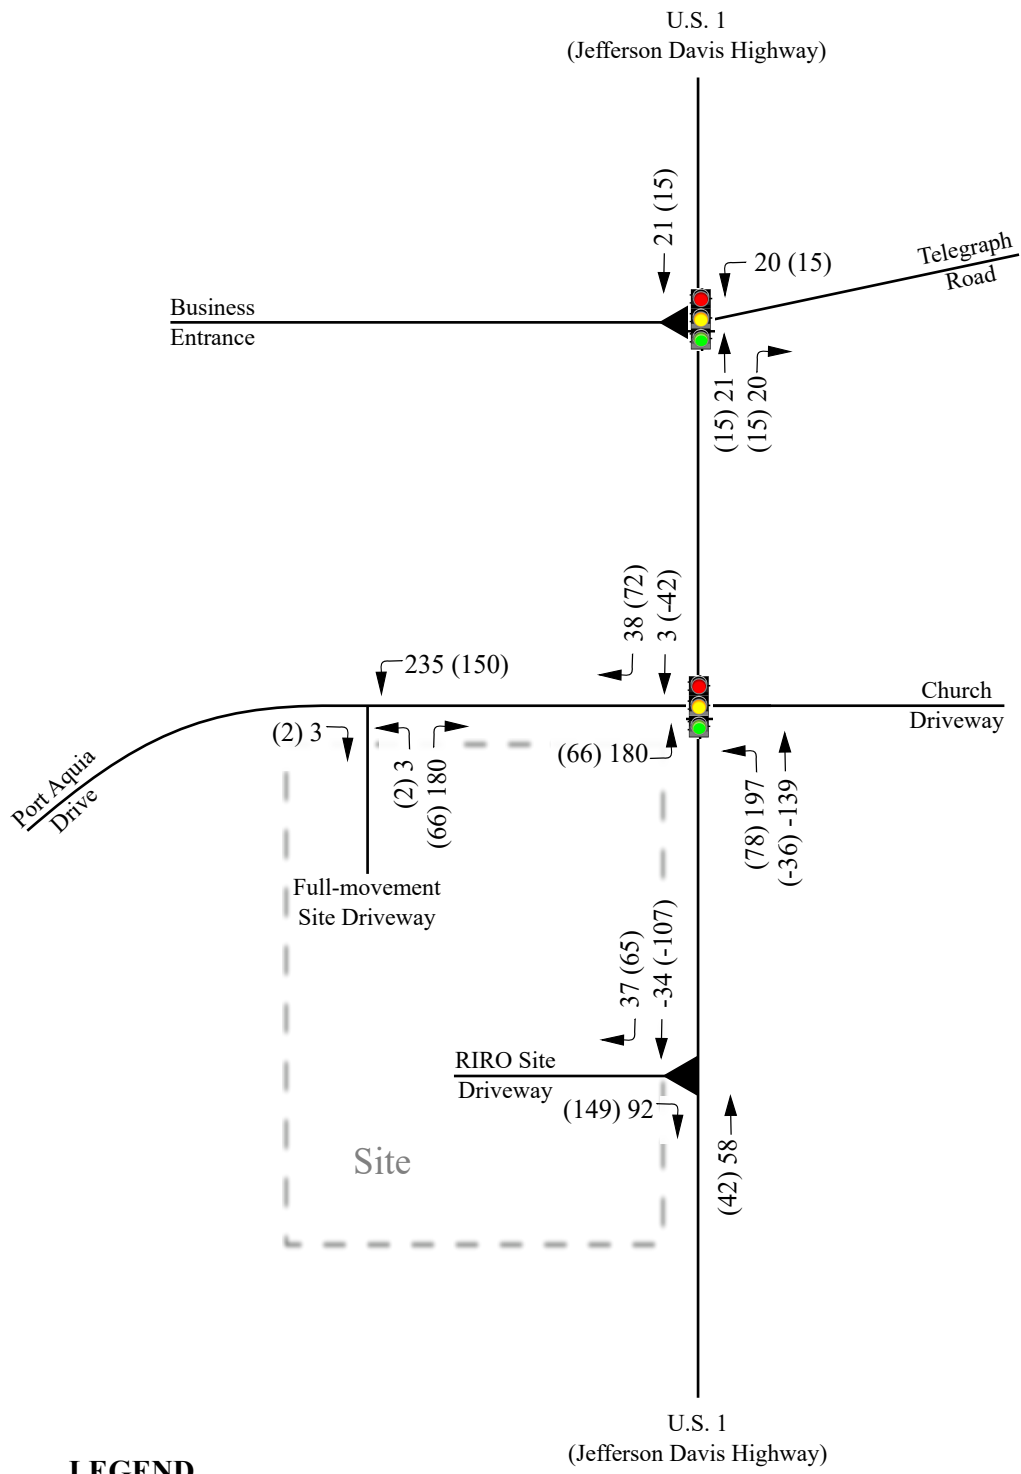 U.S. 1
(Jefferson Davis Highway)
21 (15)
20 (15)
Telegraph
Road
Business
Entrance
(15) 21
(15) 20
38 (72)
3 (-42)
235 (150)
Church
Driveway
(2) 3
(2) 3
(66) 180
(66) 180
(78) 197
(-36) -139
Port Aquia
Drive
Full-movement
Site Driveway
37 (65)
-34 (-107)
RIRO Site
Driveway
(149) 92
(42) 58
Site
U.S. 1
(Jefferson Davis Highway)
LEGEND